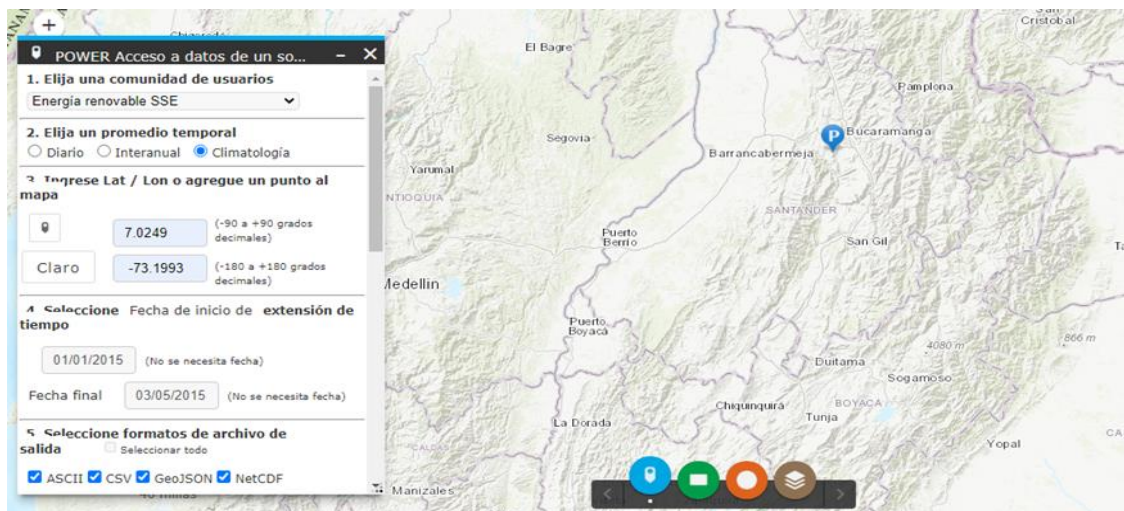 +
POWER Acceso a datos de un so... – ✕
1. Elija una comunidad de usuarios
Energía renovable SSE
2. Elija un promedio temporal
Diario Interanual Climatología
3. Ingrese Lat / Lon o agregue un punto al
mapa
7.0249 (-90 a +90 grados
decimales)
Claro -73.1993 (-180 a +180 grados
decimales)
4. Seleccione Fecha de inicio de extensión de
tiempo
01/01/2015 (No se necesita fecha)
Fecha final 03/05/2015 (No se necesita fecha)
5. Seleccione formatos de archivo de
salida Seleccionar todo
ASCII CSV GeoJSON NetCDF
Cristobal
El Bagre
Pamplona
Segovia
P
Bucaramanga
Barrancabermeja
Yarumal
NTIOQUIA
SANTANDER
Puerto
Berrio
San Gil
Medellin
Puerto
Boyacá
4080 m
866 m
Duitama
Sogamoso
Chiquinquira
BOYACA
Tunja
La Dorada
Yopal
CALDAS
Manizales